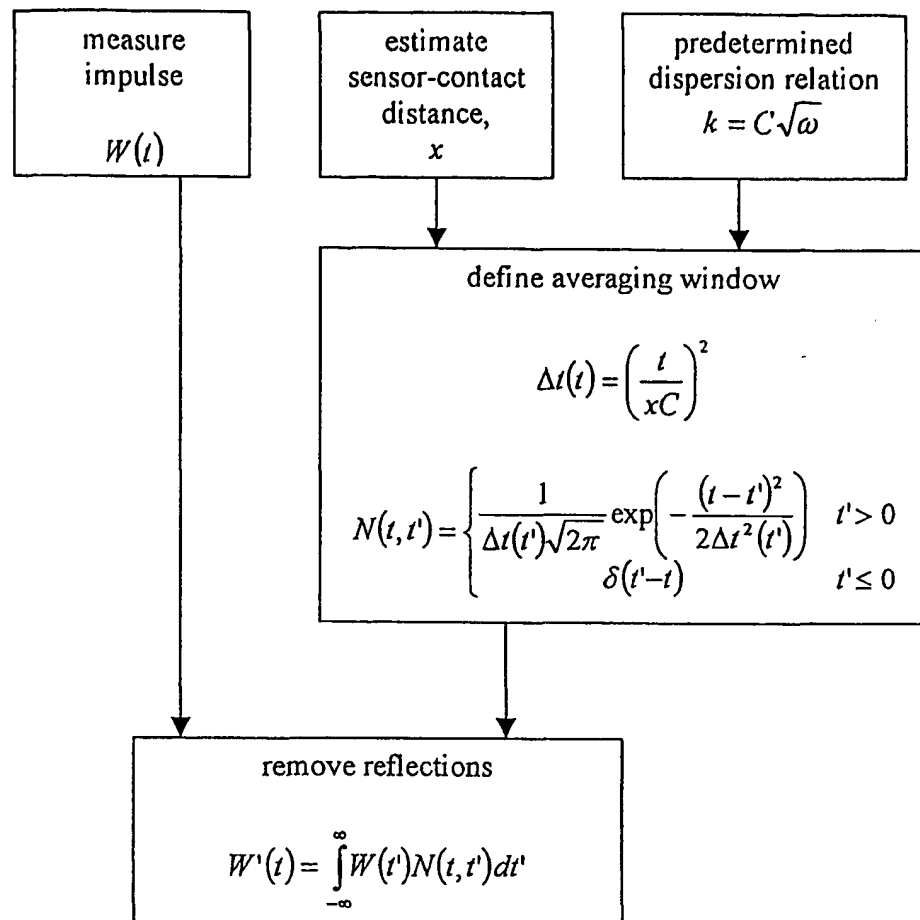 measure
impulse
W(t)
estimate
sensor-contact
distance,
x
predetermined
dispersion relation
k = C√ω
define averaging window
Δt(t) = (t / xC)²
N(t,t') = { 1 / (Δt(t')√2π) exp(−(t−t')² / 2Δt²(t')) t' > 0
δ(t'−t) t' ≤ 0
remove reflections
W'(t) = ∫_{−∞}^{∞} W(t')N(t,t')dt'